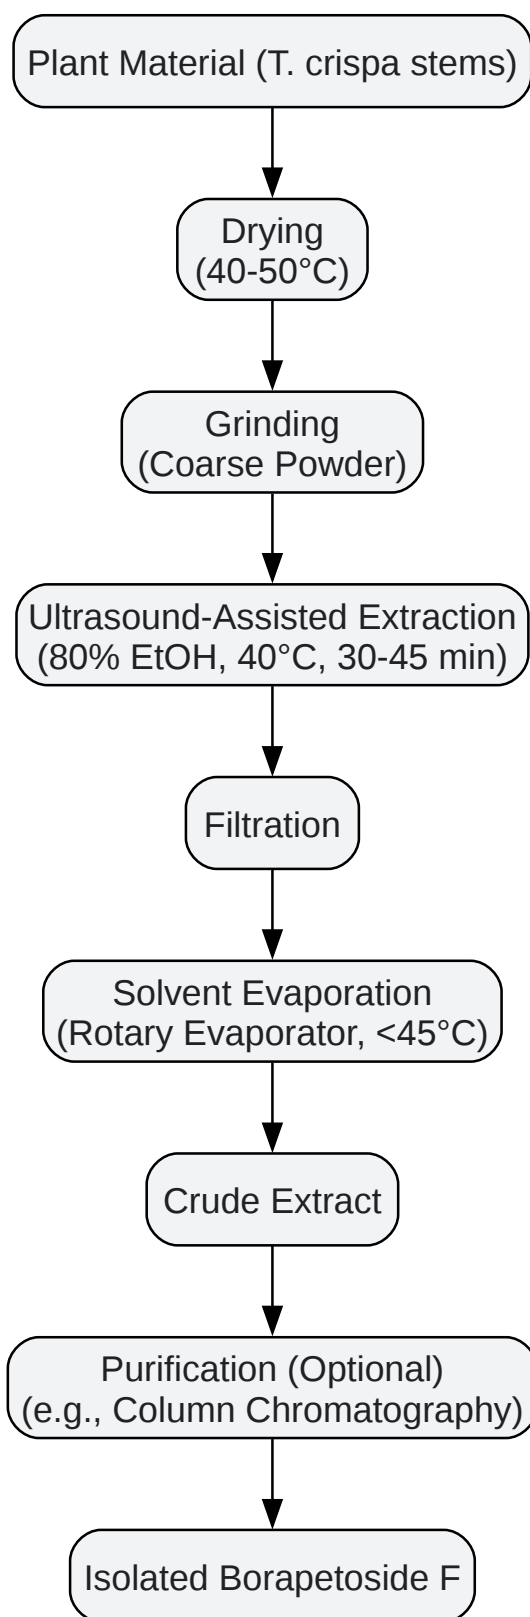 Plant Material (T. crispa stems)
Drying
(40-50°C)
Grinding
(Coarse Powder)
Ultrasound-Assisted Extraction
(80% EtOH, 40°C, 30-45 min)
Filtration
Solvent Evaporation
(Rotary Evaporator, <45°C)
Crude Extract
Purification (Optional)
(e.g., Column Chromatography)
Isolated Borapetoside F